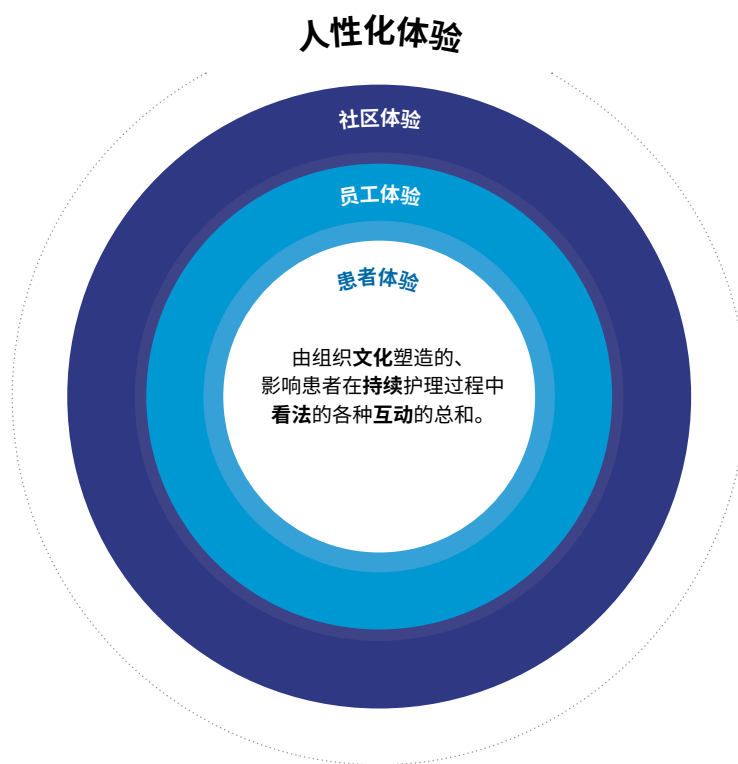 人性化体验
社区体验
员工体验
患者体验
由组织文化塑造的、
影响患者在持续护理过程中
看法的各种互动的总和。